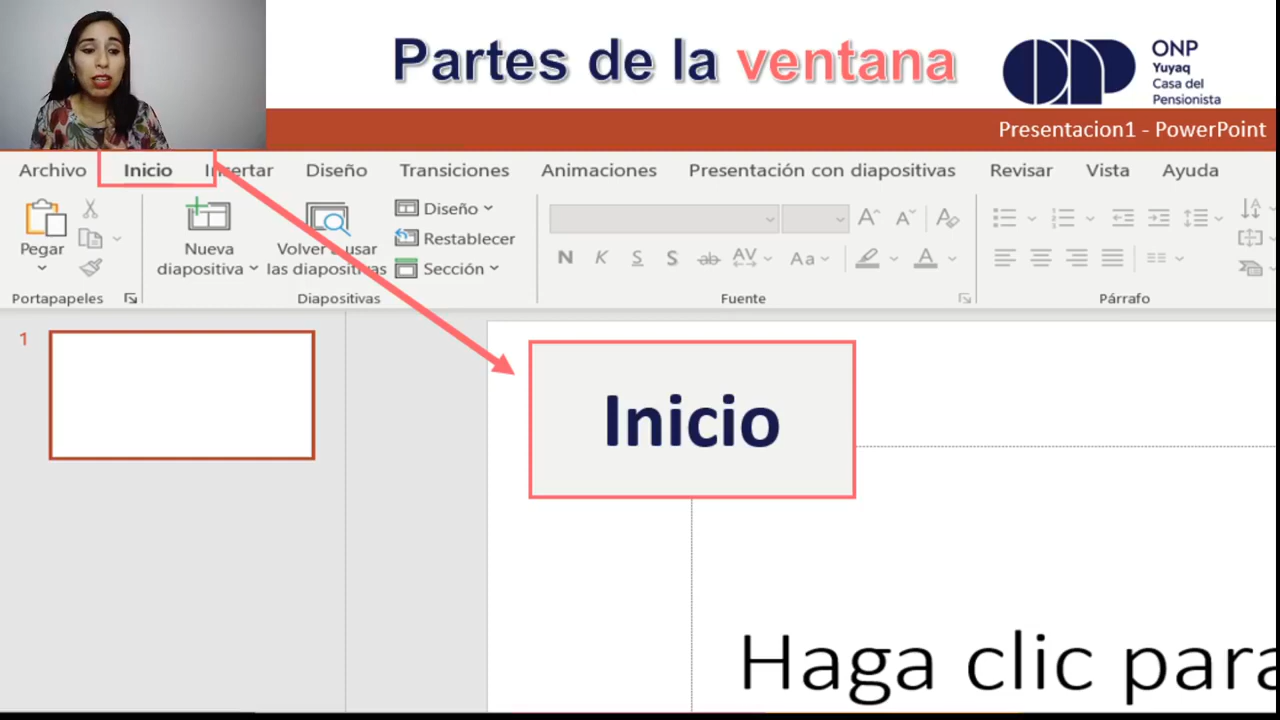 Partes de la ventana
ONP
Yuyaq
Casa del
Pensionista
Presentacion1 - PowerPoint
Archivo Inicio Insertar Diseño Transiciones Animaciones Presentación con diapositivas Revisar Vista Ayuda
Pegar
Nueva diapositiva
Volver a usar las diapositivas
Diseño
Restablecer
Sección
N K S S ab AV Aa A
Portapapeles Diapositivas Fuente Párrafo
1
Inicio
Haga clic para